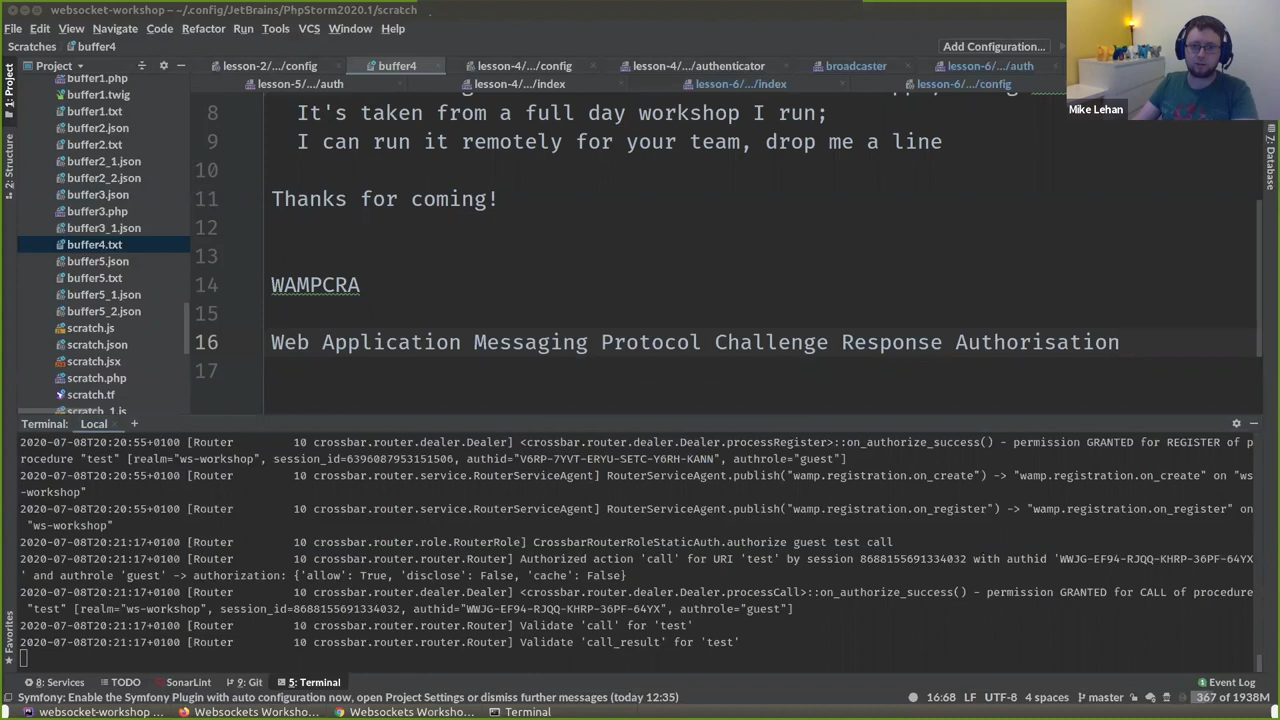 websocket-workshop – ~/.config/JetBrains/PhpStorm2020.1/scratch
File Edit View Navigate Code Refactor Run Tools VCS Window Help
Scratches buffer4
Add Configuration...
Mike Lehan
1: Project
2: Structure
Favorites
7: Database
Project
lesson-2/.../config
buffer4
lesson-4/.../config
lesson-4/.../authenticator
broadcaster
lesson-6/.../auth
lesson-5/.../auth
lesson-4/.../index
lesson-6/.../index
lesson-6/.../config
buffer1.php
buffer1.twig
buffer1.txt
buffer2.json
buffer2.txt
buffer2_1.json
buffer2_2.json
buffer3.json
buffer3.php
buffer3_1.json
buffer4.txt
buffer5.json
buffer5.txt
buffer5_1.json
buffer5_2.json
scratch.js
scratch.json
scratch.jsx
scratch.php
scratch.tf
scratch_1.js
8 It's taken from a full day workshop I run;
9 I can run it remotely for your team, drop me a line
10
11 Thanks for coming!
12
13
14 WAMPCRA
15
16 Web Application Messaging Protocol Challenge Response Authorisation
17
Terminal: Local +
2020-07-08T20:20:55+0100 [Router 10 crossbar.router.dealer.Dealer] <crossbar.router.dealer.Dealer.processRegister>::on_authorize_success() - permission GRANTED for REGISTER of p
rocedure "test" [realm="ws-workshop", session_id=6396087953151506, authid="V6RP-7YVT-ERYU-SETC-Y6RH-KANN", authrole="guest"]
2020-07-08T20:20:55+0100 [Router 10 crossbar.router.service.RouterServiceAgent] RouterServiceAgent.publish("wamp.registration.on_create") -> "wamp.registration.on_create" on "ws
-workshop"
2020-07-08T20:20:55+0100 [Router 10 crossbar.router.service.RouterServiceAgent] RouterServiceAgent.publish("wamp.registration.on_register") -> "wamp.registration.on_register" on
"ws-workshop"
2020-07-08T20:21:17+0100 [Router 10 crossbar.router.role.RouterRole] CrossbarRouterRoleStaticAuth.authorize guest test call
2020-07-08T20:21:17+0100 [Router 10 crossbar.router.router.Router] Authorized action 'call' for URI 'test' by session 8688155691334032 with authid 'WWJG-EF94-RJQQ-KHRP-36PF-64YX
' and authrole 'guest' -> authorization: {'allow': True, 'disclose': False, 'cache': False}
2020-07-08T20:21:17+0100 [Router 10 crossbar.router.dealer.Dealer] <crossbar.router.dealer.Dealer.processCall>::on_authorize_success() - permission GRANTED for CALL of procedure
"test" [realm="ws-workshop", session_id=8688155691334032, authid="WWJG-EF94-RJQQ-KHRP-36PF-64YX", authrole="guest"]
2020-07-08T20:21:17+0100 [Router 10 crossbar.router.router.Router] Validate 'call' for 'test'
2020-07-08T20:21:17+0100 [Router 10 crossbar.router.router.Router] Validate 'call_result' for 'test'
8: Services TODO SonarLint 9: Git 5: Terminal Event Log
Symfony: Enable the Symfony Plugin with auto configuration now, open Project Settings or dismiss further messages (today 12:35) 16:68 LF UTF-8 4 spaces master 367 of 1938M
websocket-workshop ... Websockets Worksho... Websockets Worksho... Terminal